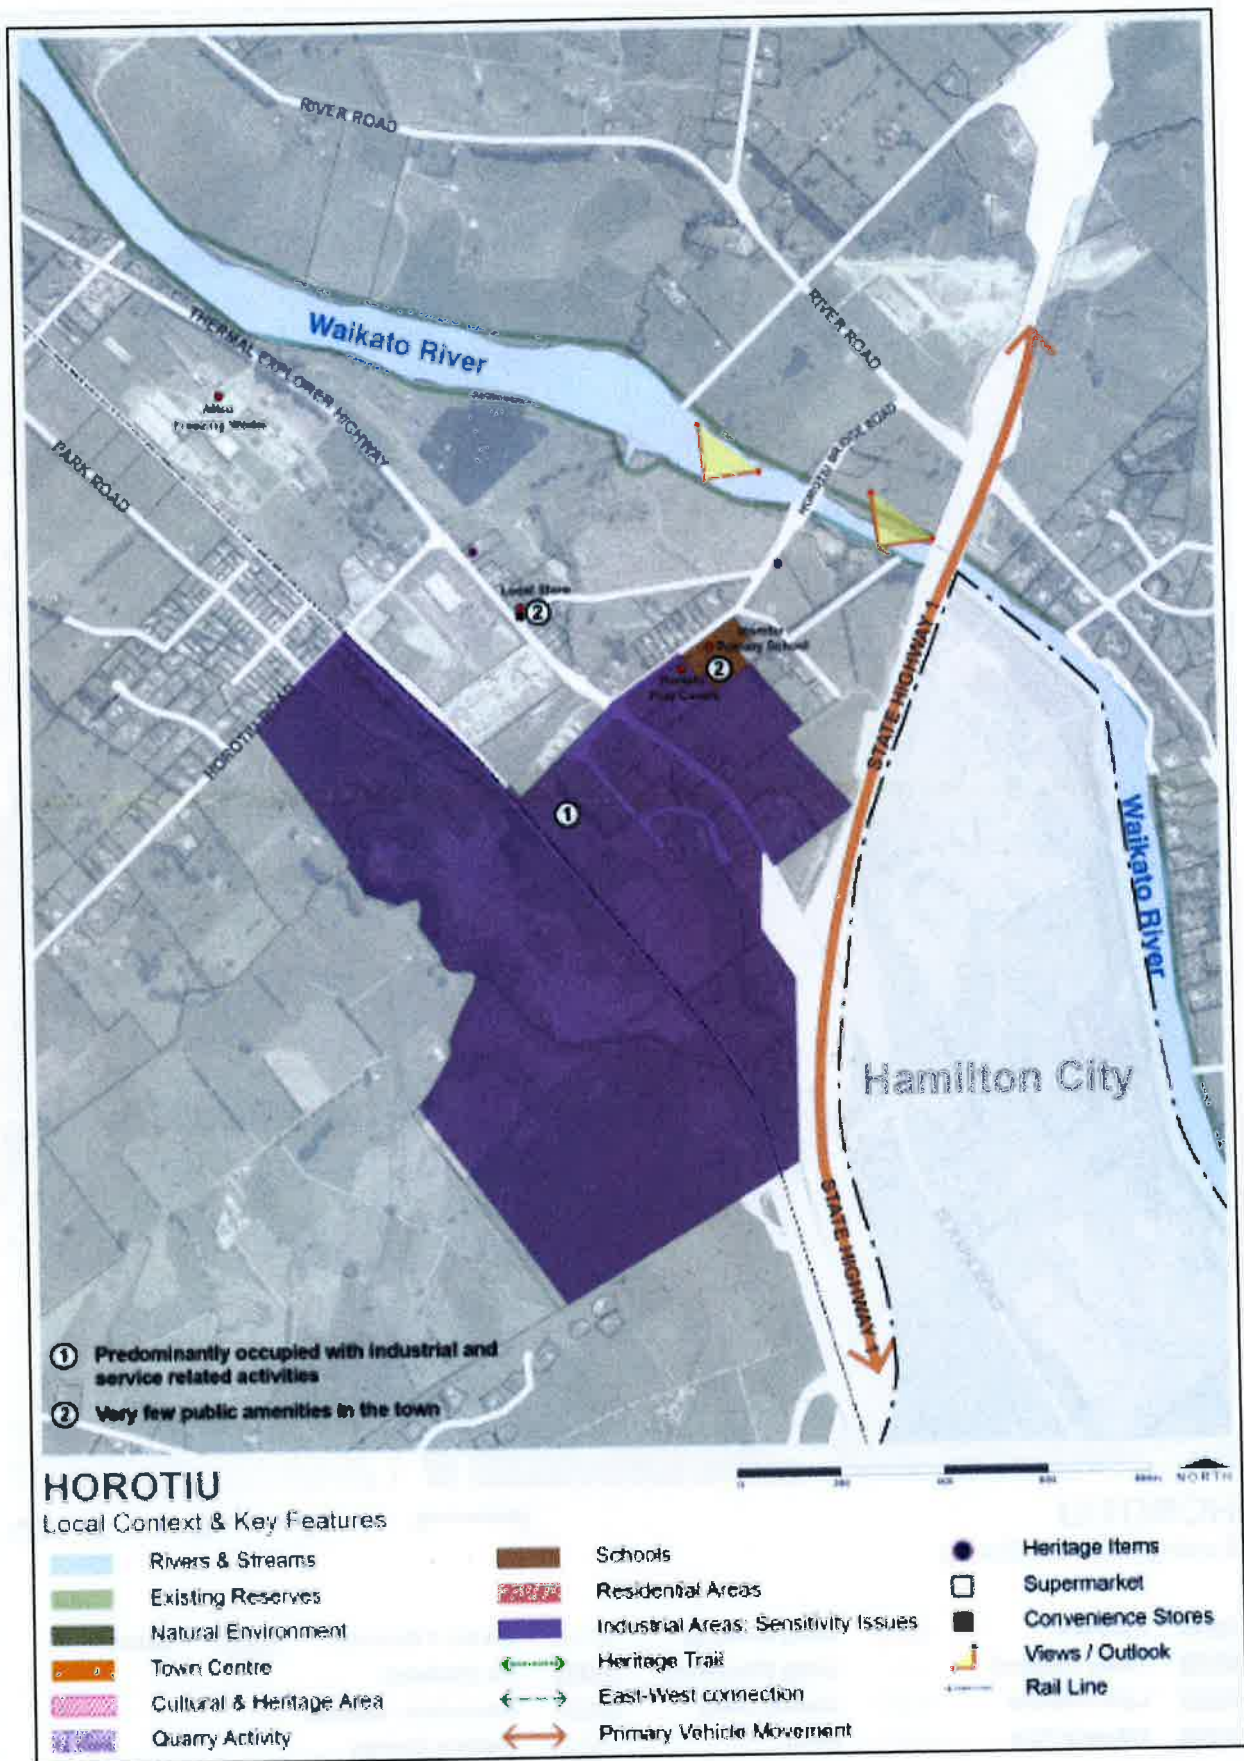 RIVER ROAD
Waikato River
THERMAL EXPLORER HIGHWAY
RIVER ROAD
HOROTIU BRIDGE ROAD
PARK ROAD
Local Store
2
Primary School
2
STATE HIGHWAY 1
HOROTIU ROAD
1
Waikato River
Hamilton City
STATE HIGHWAY 1
1 Predominantly occupied with industrial and
service related activities
2 Very few public amenities in the town
HOROTIU
Local Context & Key Features
0
NORTH
Rivers & Streams
Existing Reserves
Natural Environment
Town Centre
Cultural & Heritage Area
Quarry Activity
Schools
Residential Areas
Industrial Areas: Sensitivity Issues
Heritage Trail
East-West connection
Primary Vehicle Movement
Heritage Items
Supermarket
Convenience Stores
Views / Outlook
Rail Line